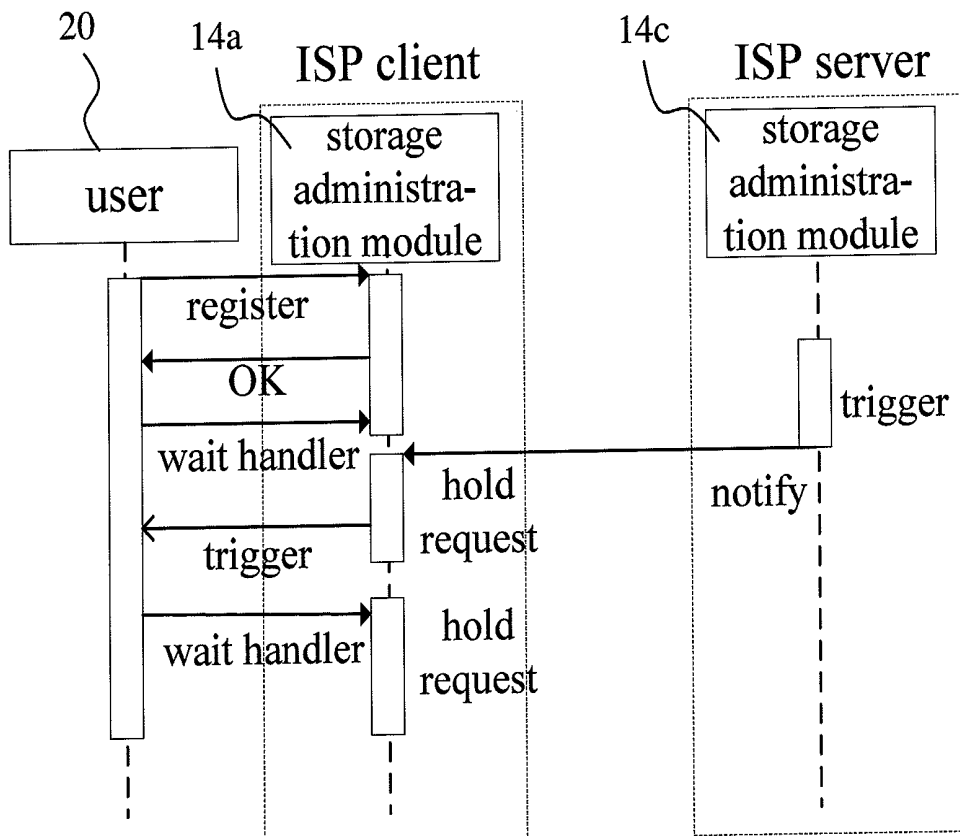 20
14a
ISP client
14c
ISP server
user
storage
administra-
tion module
storage
administra-
tion module
register
OK
wait handler
trigger
notify
hold
request
trigger
wait handler
hold
request